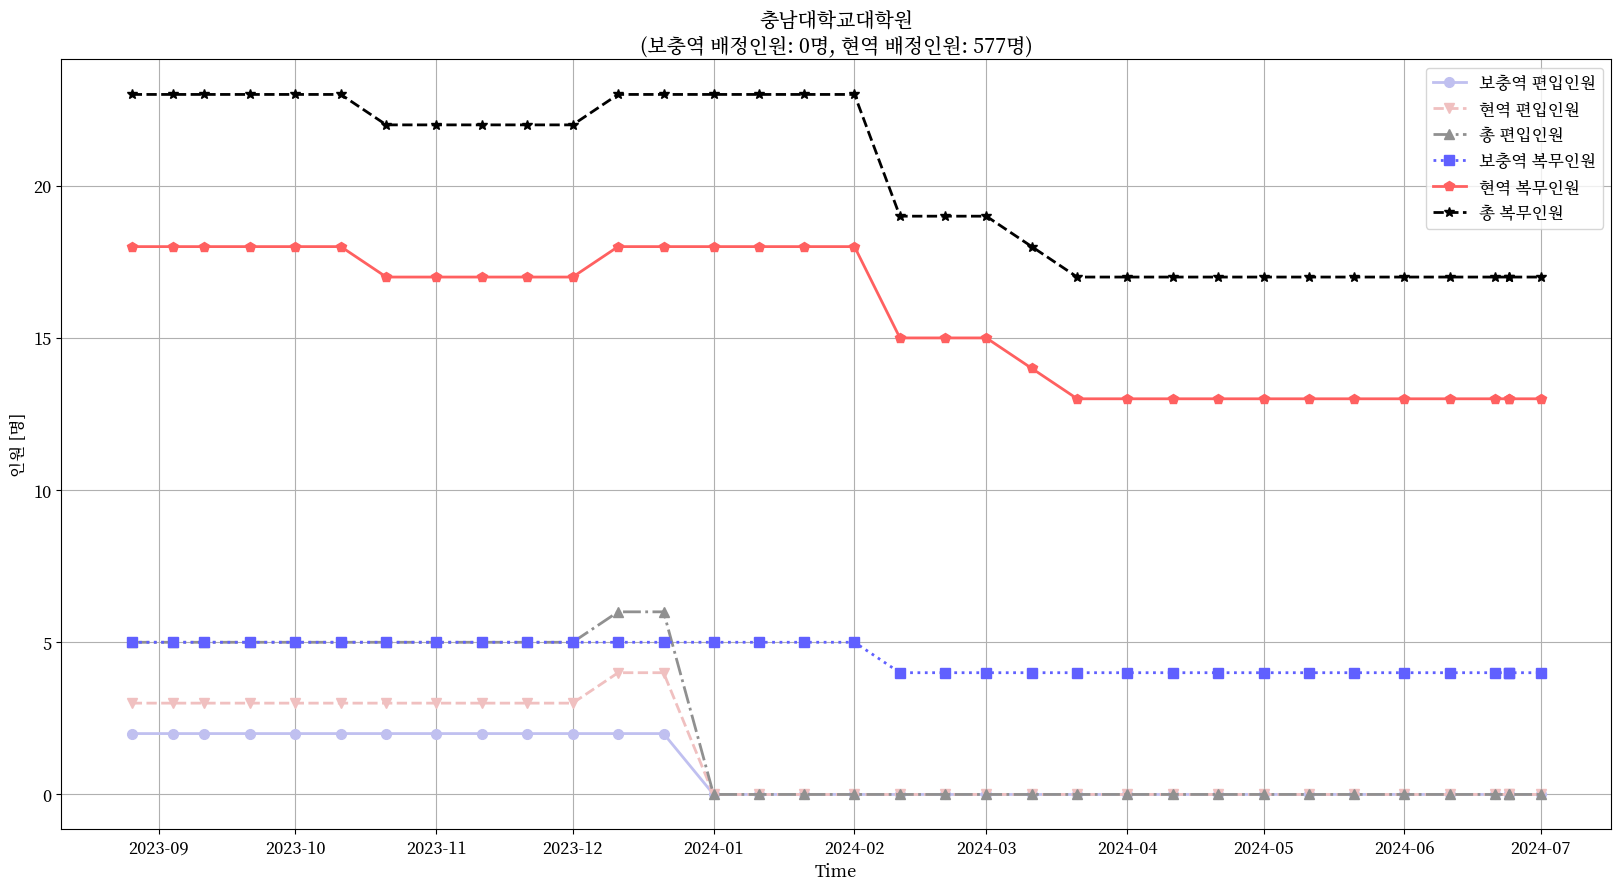 충남대학교대학원
(보충역 배정인원: 0명, 현역 배정인원: 577명)
보충역 편입인원
현역 편입인원
총 편입인원
보충역 복무인원
현역 복무인원
총 복무인원
인원 [명]
20
15
10
5
0
2023-09
2023-10
2023-11
2023-12
2024-01
2024-02
2024-03
2024-04
2024-05
2024-06
2024-07
Time